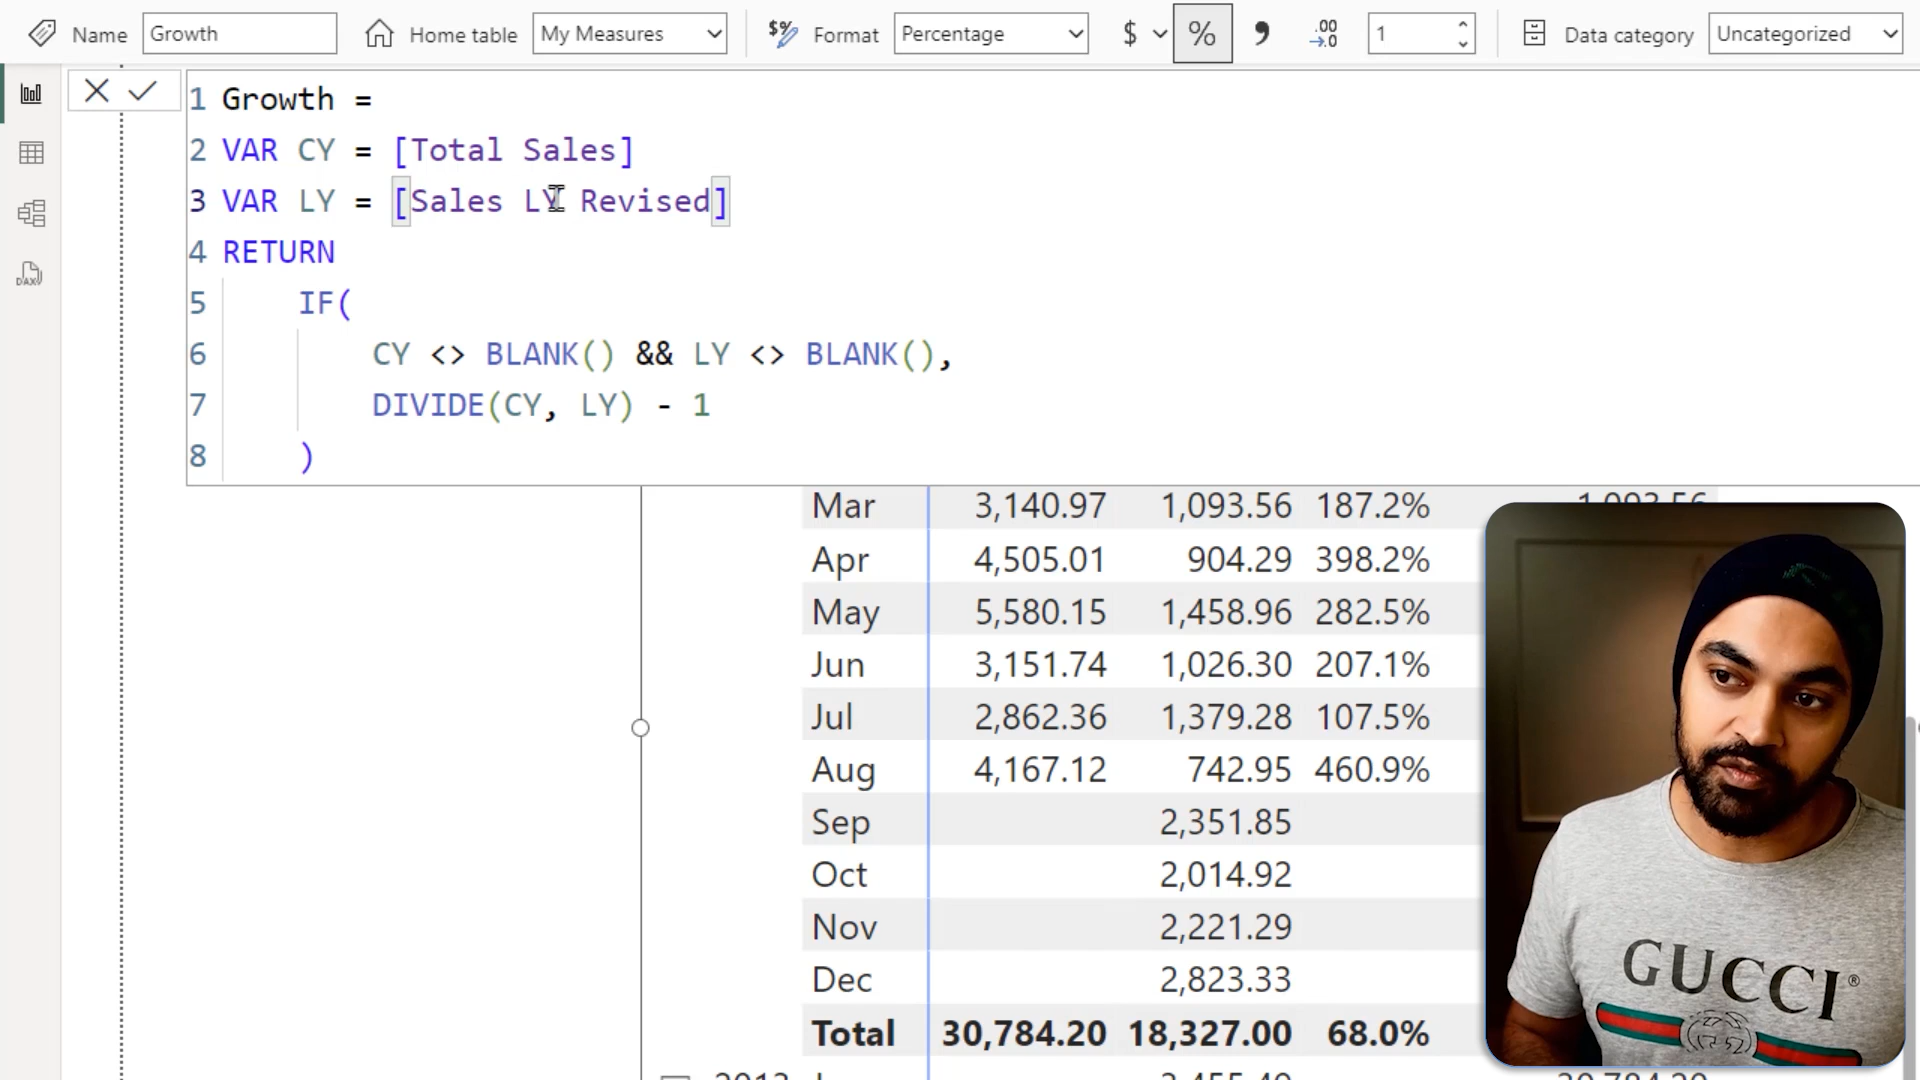 Name Growth Home table My Measures $% Format Percentage $ % , .00 →.0 1 Data category Uncategorized
1 Growth =
2 VAR CY = [Total Sales]
3 VAR LY = [Sales LY Revised]
4 RETURN
5 IF(
6 CY <> BLANK() && LY <> BLANK(),
7 DIVIDE(CY, LY) - 1
8 )
DAX
Mar 3,140.97 1,093.56 187.2% 1,093.56
Apr 4,505.01 904.29 398.2%
May 5,580.15 1,458.96 282.5%
Jun 3,151.74 1,026.30 207.1%
Jul 2,862.36 1,379.28 107.5%
Aug 4,167.12 742.95 460.9%
Sep 2,351.85
Oct 2,014.92
Nov 2,221.29
Dec 2,823.33
Total 30,784.20 18,327.00 68.0%
GUCCI®